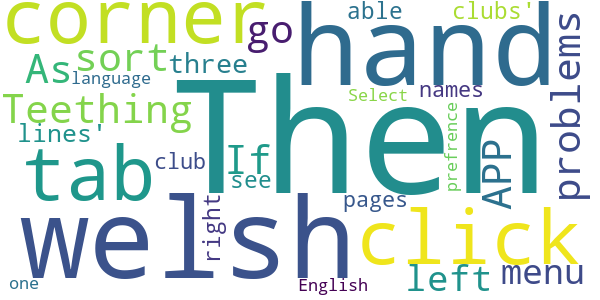 corner
go
hand
able
clubs'
problems
As
sort
three
language
Select
names
Teething
lines'
tab
club
If
see
Then
prefrence
APP
welsh
right
pages
click
left
menu
one
English